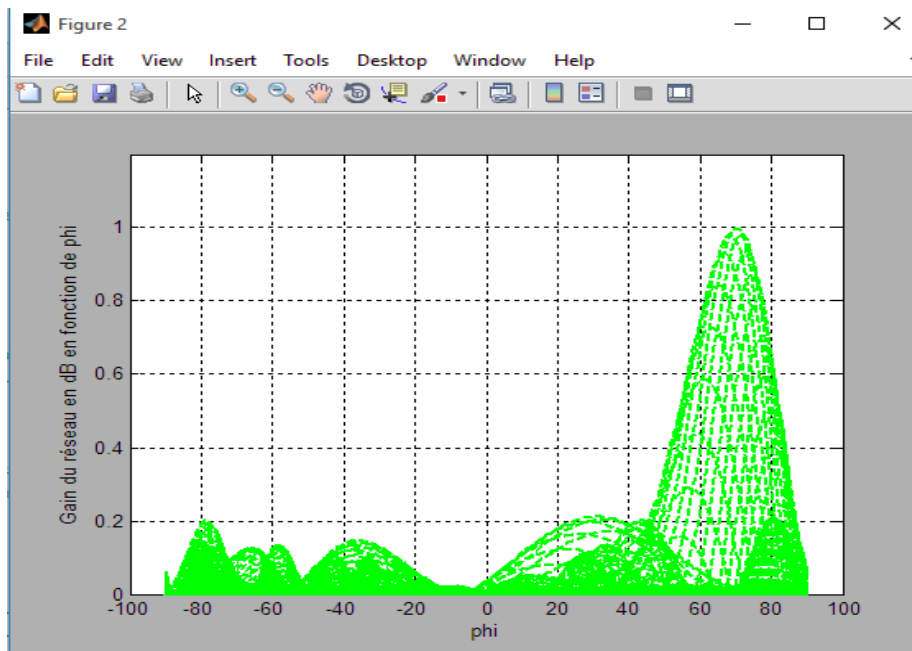 Figure 2
File Edit View Insert Tools Desktop Window Help
Gain du réseau en dB en fonction de phi
1
0.8
0.6
0.4
0.2
0
-100 -80 -60 -40 -20 0 20 40 60 80 100
phi